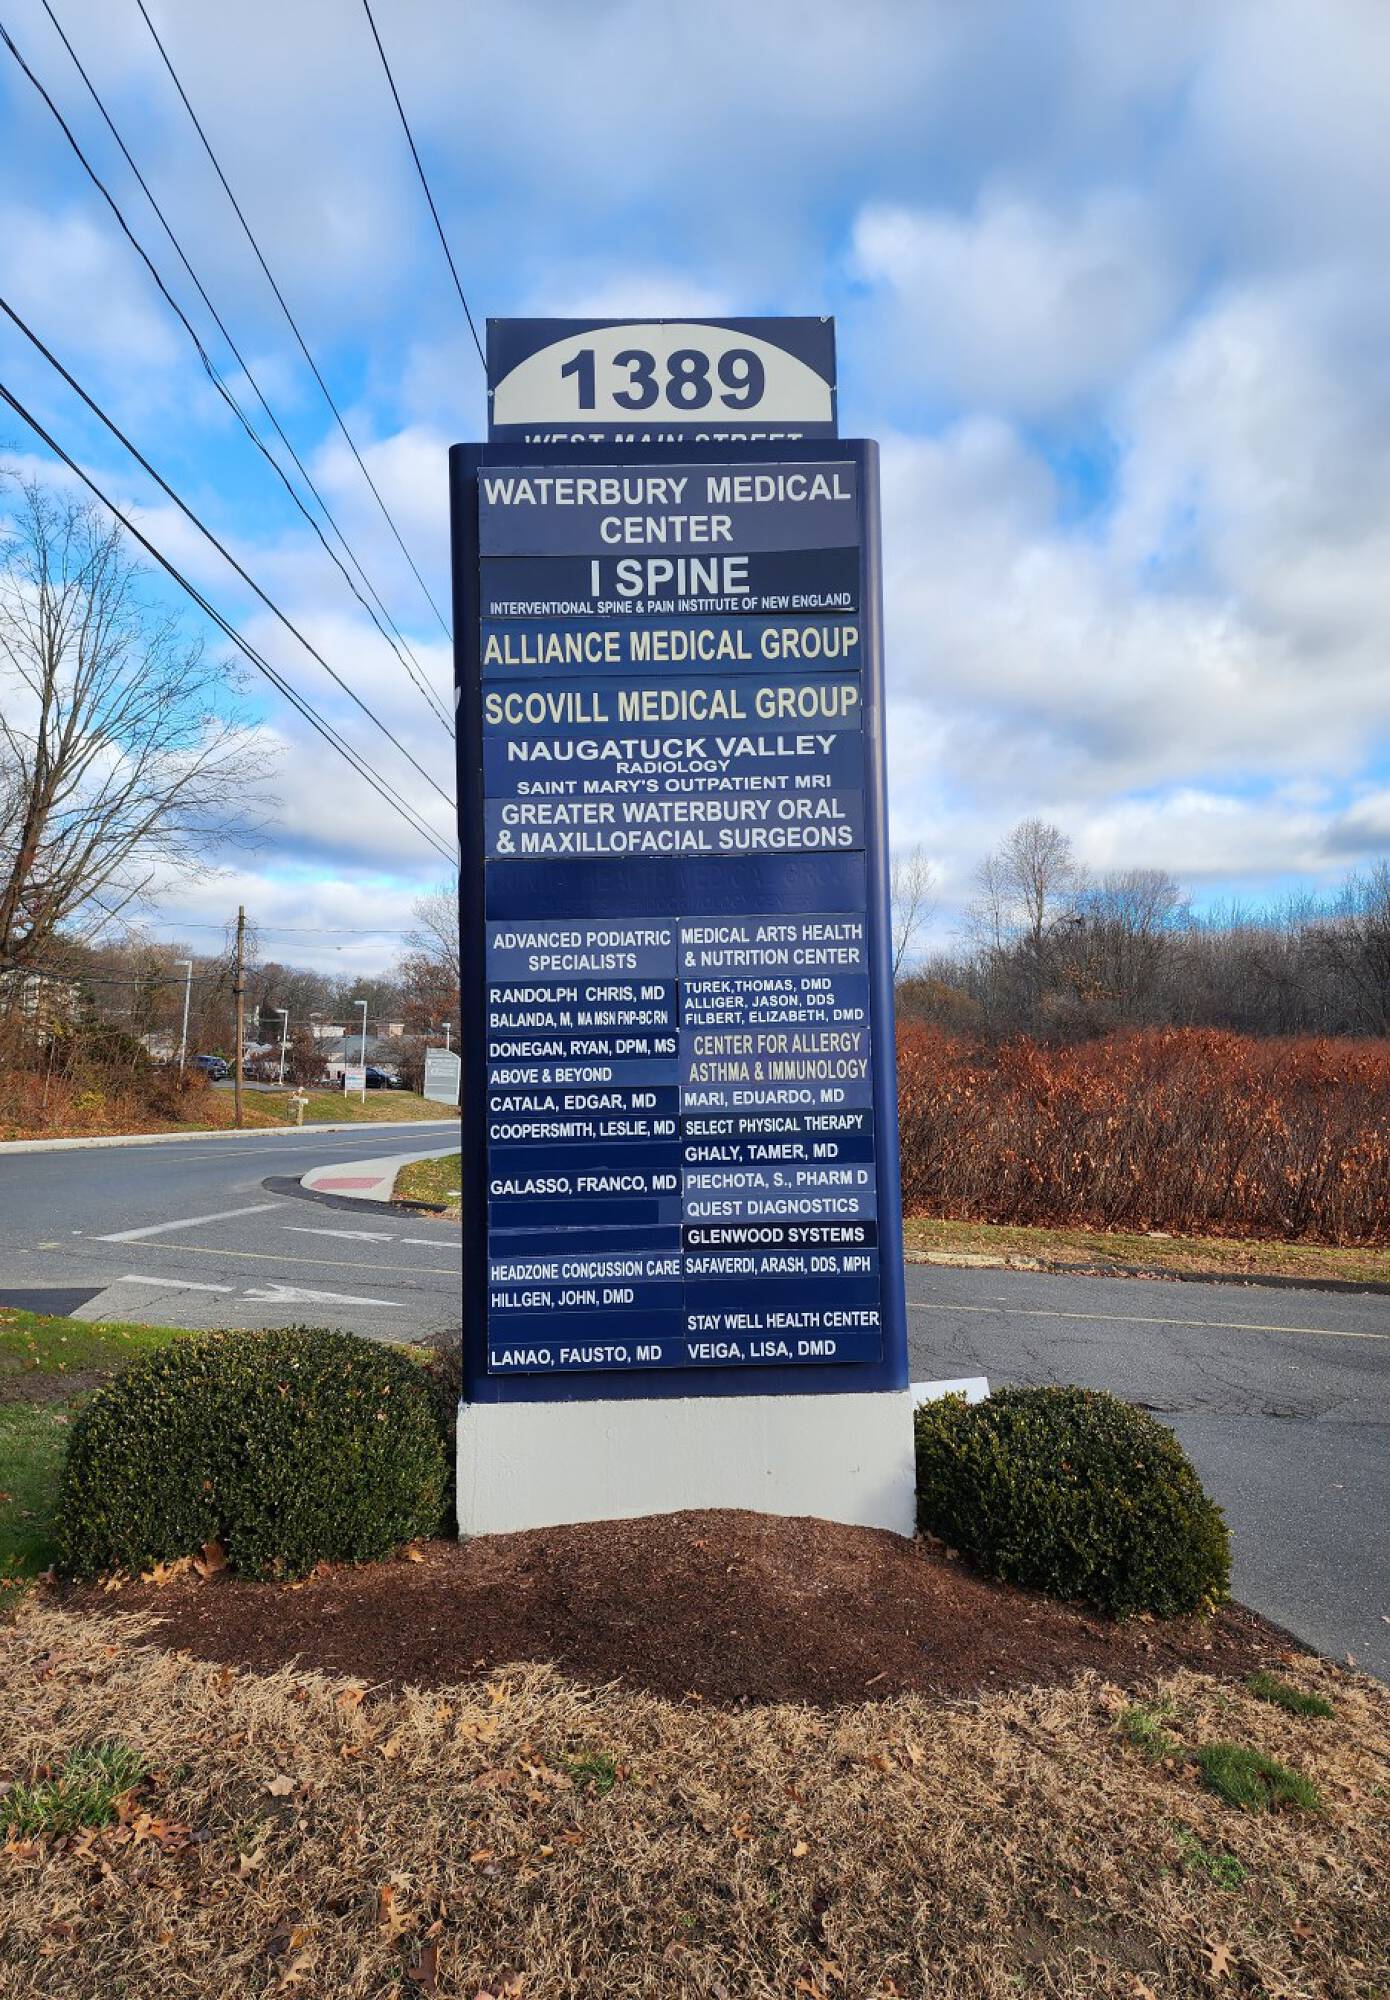 1389
WEST MAIN STREET
WATERBURY MEDICAL
CENTER
I SPINE
INTERVENTIONAL SPINE & PAIN INSTITUTE OF NEW ENGLAND
ALLIANCE MEDICAL GROUP
SCOVILL MEDICAL GROUP
NAUGATUCK VALLEY
RADIOLOGY
SAINT MARY'S OUTPATIENT MRI
GREATER WATERBURY ORAL
& MAXILLOFACIAL SURGEONS
HEALTH MEDICAL
ADVANCED PODIATRIC
SPECIALISTS
RANDOLPH CHRIS, MD
BALANDA, M, MA MSN FNP-BC RN
DONEGAN, RYAN, DPM, MS
ABOVE & BEYOND
CATALA, EDGAR, MD
COOPERSMITH, LESLIE, MD
GALASSO, FRANCO, MD
HEADZONE CONCUSSION CARE
HILLGEN, JOHN, DMD
LANAO, FAUSTO, MD
MEDICAL ARTS HEALTH
& NUTRITION CENTER
TUREK,THOMAS, DMD
ALLIGER, JASON, DDS
FILBERT, ELIZABETH, DMD
CENTER FOR ALLERGY
ASTHMA & IMMUNOLOGY
MARI, EDUARDO, MD
SELECT PHYSICAL THERAPY
GHALY, TAMER, MD
PIECHOTA, S., PHARM D
QUEST DIAGNOSTICS
GLENWOOD SYSTEMS
SAFAVERDI, ARASH, DDS, MPH
STAY WELL HEALTH CENTER
VEIGA, LISA, DMD